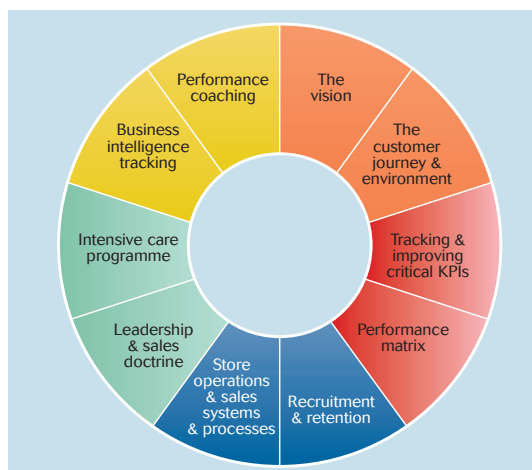 The
vision
The
customer
journey &
environment
Tracking &
improving
critical KPIs
Performance
matrix
Recruitment
& retention
Store
operations
& sales
systems
& processes
Leadership
& sales
doctrine
Intensive care
programme
Business
intelligence
tracking
Performance
coaching